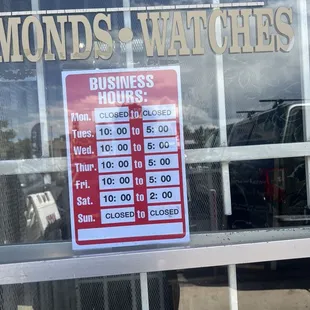 MONDS • WATCHES
BUSINESS
HOURS:
Mon. CLOSED to CLOSED
Tues. 10: 00 to 5: 00
Wed. 10: 00 to 5: 00
Thur. 10: 00 to 5: 00
Fri. 10: 00 to 5: 00
Sat. 10: 00 to 2: 00
Sun. CLOSED to CLOSED